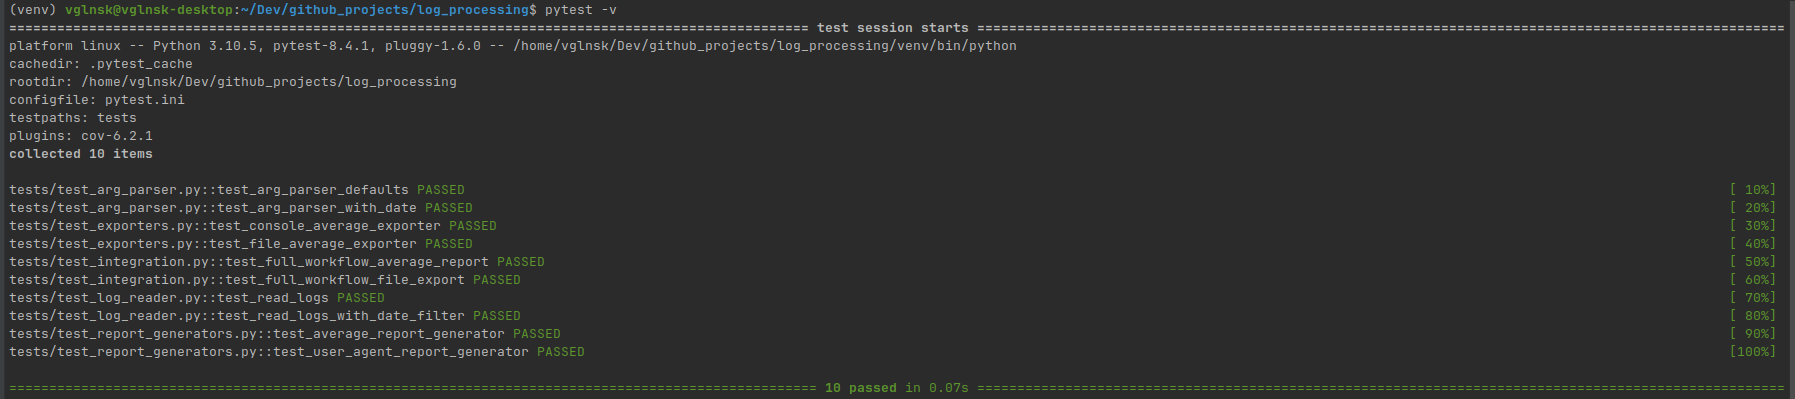 (venv) vglnsk@vglnsk-desktop:~/Dev/github_projects/log_processing$ pytest -v
==================================================================================================== test session starts =====================================================================================================
platform linux -- Python 3.10.5, pytest-8.4.1, pluggy-1.6.0 -- /home/vglnsk/Dev/github_projects/log_processing/venv/bin/python
cachedir: .pytest_cache
rootdir: /home/vglnsk/Dev/github_projects/log_processing
configfile: pytest.ini
testpaths: tests
plugins: cov-6.2.1
collected 10 items
tests/test_arg_parser.py::test_arg_parser_defaults PASSED [ 10%]
tests/test_arg_parser.py::test_arg_parser_with_date PASSED [ 20%]
tests/test_exporters.py::test_console_average_exporter PASSED [ 30%]
tests/test_exporters.py::test_file_average_exporter PASSED [ 40%]
tests/test_integration.py::test_full_workflow_average_report PASSED [ 50%]
tests/test_integration.py::test_full_workflow_file_export PASSED [ 60%]
tests/test_log_reader.py::test_read_logs PASSED [ 70%]
tests/test_log_reader.py::test_read_logs_with_date_filter PASSED [ 80%]
tests/test_report_generators.py::test_average_report_generator PASSED [ 90%]
tests/test_report_generators.py::test_user_agent_report_generator PASSED [100%]
===================================================================================================== 10 passed in 0.07s =====================================================================================================